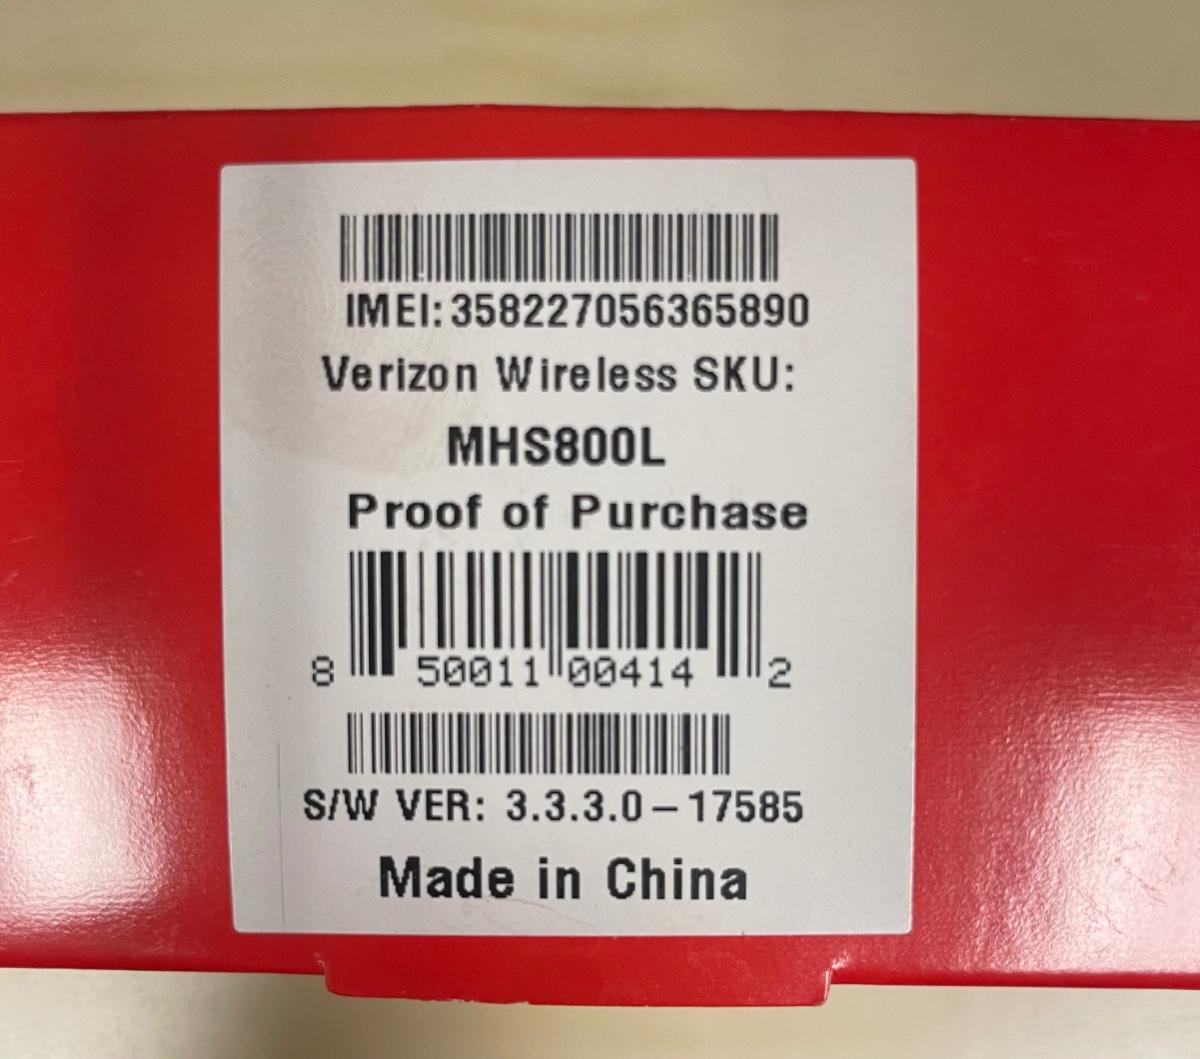 IMEI:358227056365890
Verizon Wireless SKU:
MHS800L
Proof of Purchase
8 50011 00414 2
S/W VER: 3.3.3.0-17585
Made in China